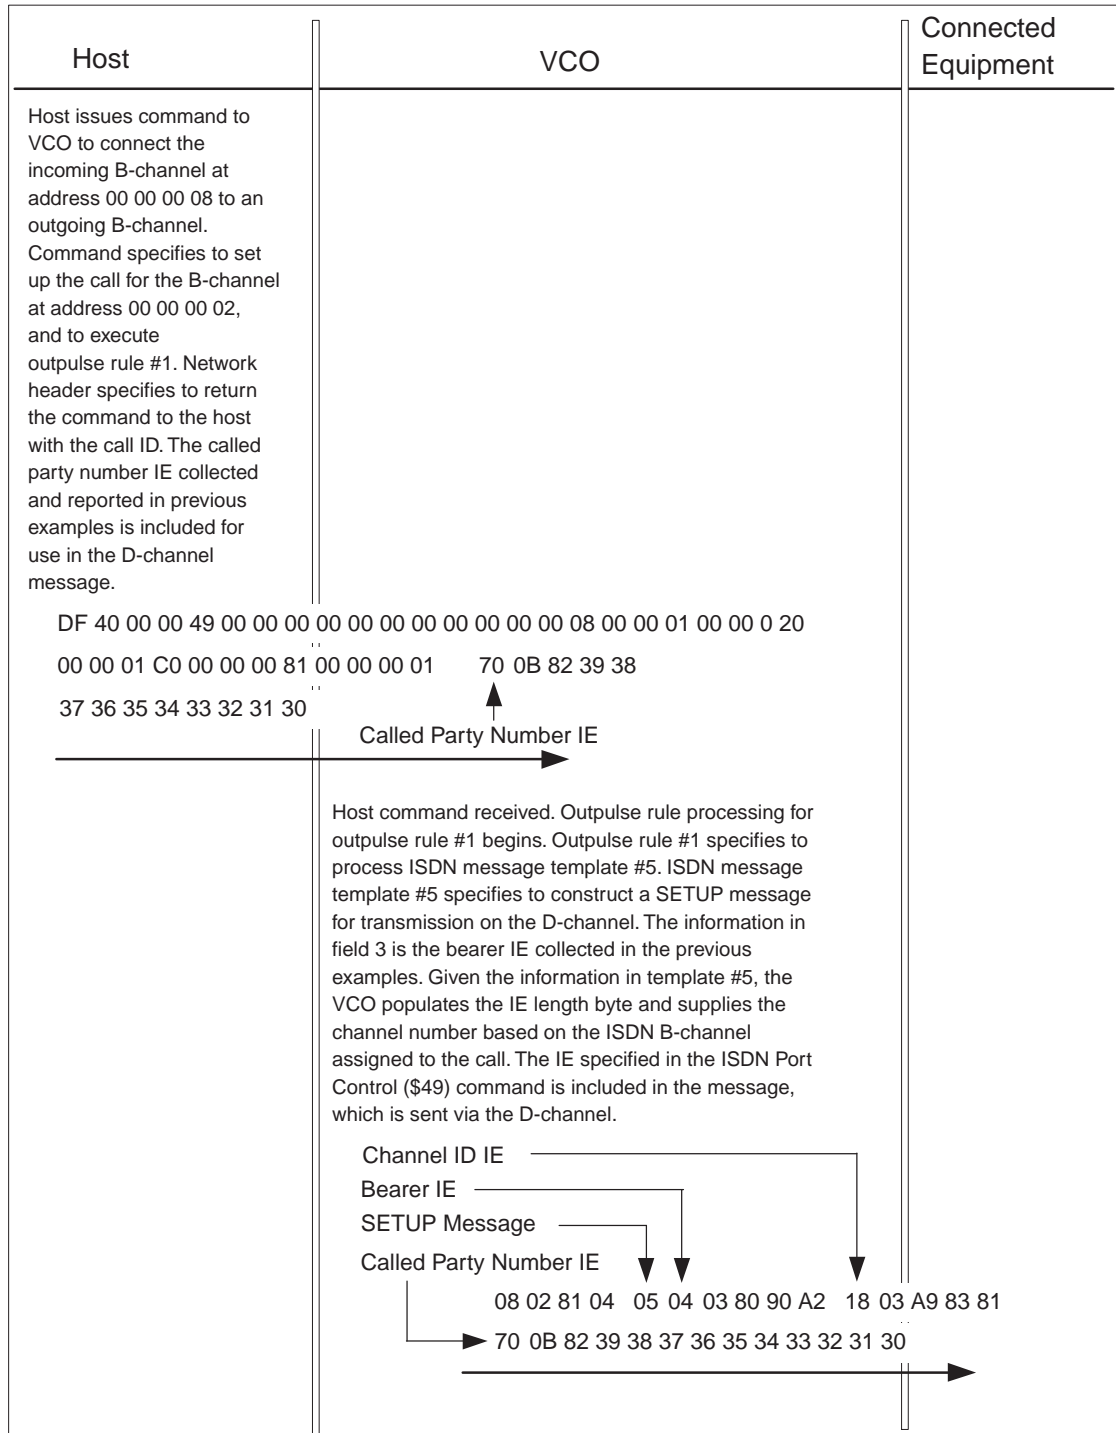 Host
VCO
Connected
Equipment
Host issues command to
VCO to connect the
incoming B-channel at
address 00 00 00 08 to an
outgoing B-channel.
Command specifies to set
up the call for the B-channel
at address 00 00 00 02,
and to execute
outpulse rule #1. Network
header specifies to return
the command to the host
with the call ID. The called
party number IE collected
and reported in previous
examples is included for
use in the D-channel
message.
DF 40 00 00 49 00 00 00 00 00 00 00 00 00 00 00 08 00 00 01 00 00 0 20
00 00 01 C0 00 00 00 81 00 00 00 01 70 0B 82 39 38
37 36 35 34 33 32 31 30
Called Party Number IE
Host command received. Outpulse rule processing for
outpulse rule #1 begins. Outpulse rule #1 specifies to
process ISDN message template #5. ISDN message
template #5 specifies to construct a SETUP message
for transmission on the D-channel. The information in
field 3 is the bearer IE collected in the previous
examples. Given the information in template #5, the
VCO populates the IE length byte and supplies the
channel number based on the ISDN B-channel
assigned to the call. The IE specified in the ISDN Port
Control ($49) command is included in the message,
which is sent via the D-channel.
Channel ID IE
Bearer IE
SETUP Message
Called Party Number IE
08 02 81 04 05 04 03 80 90 A2 18 03 A9 83 81
70 0B 82 39 38 37 36 35 34 33 32 31 30